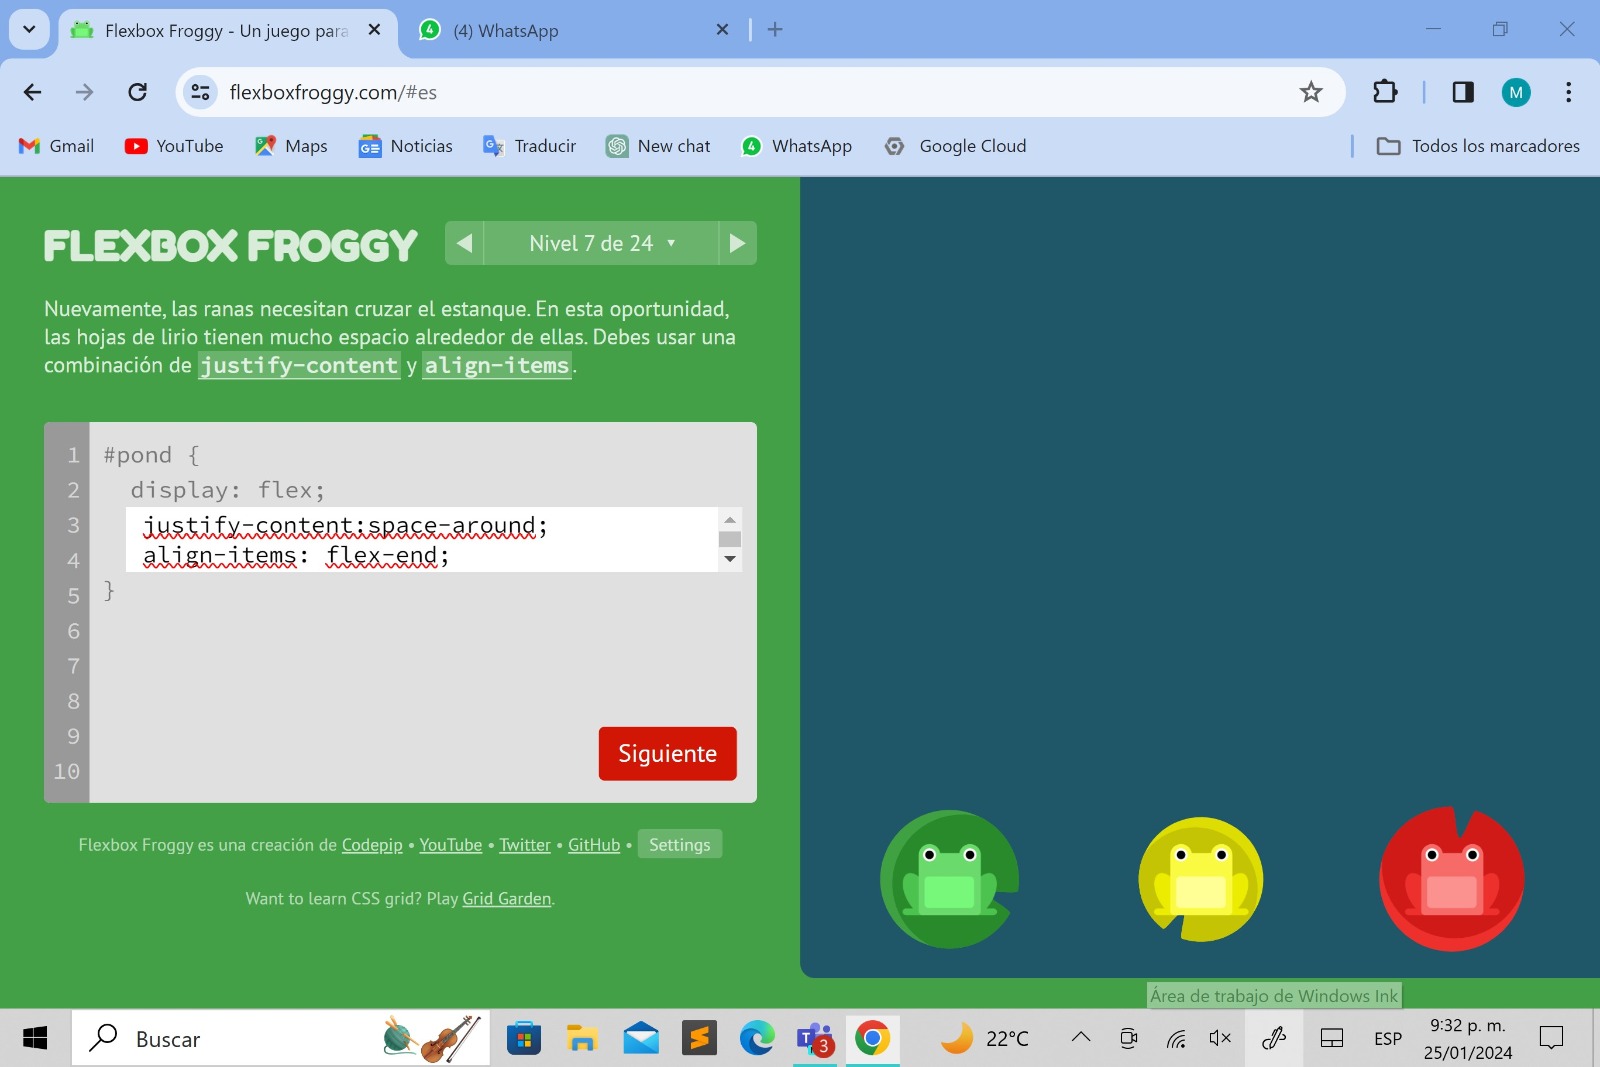 Flexbox Froggy - Un juego para
(4) WhatsApp
flexboxfroggy.com/#es
M
Gmail
YouTube
Maps
Noticias
Traducir
New chat
WhatsApp
Google Cloud
Todos los marcadores
FLEXBOX FROGGY
Nivel 7 de 24 ▼
Nuevamente, las ranas necesitan cruzar el estanque. En esta oportunidad,
las hojas de lirio tienen mucho espacio alrededor de ellas. Debes usar una
combinación de justify-content y align-items.
1 #pond {
2 display: flex;
3 justify-content:space-around;
4 align-items: flex-end;
5 }
6
7
8
9
10
Siguiente
Flexbox Froggy es una creación de Codepip • YouTube • Twitter • GitHub • Settings
Want to learn CSS grid? Play Grid Garden.
Área de trabajo de Windows Ink
Buscar
3
22°C
ESP
9:32 p. m.
25/01/2024